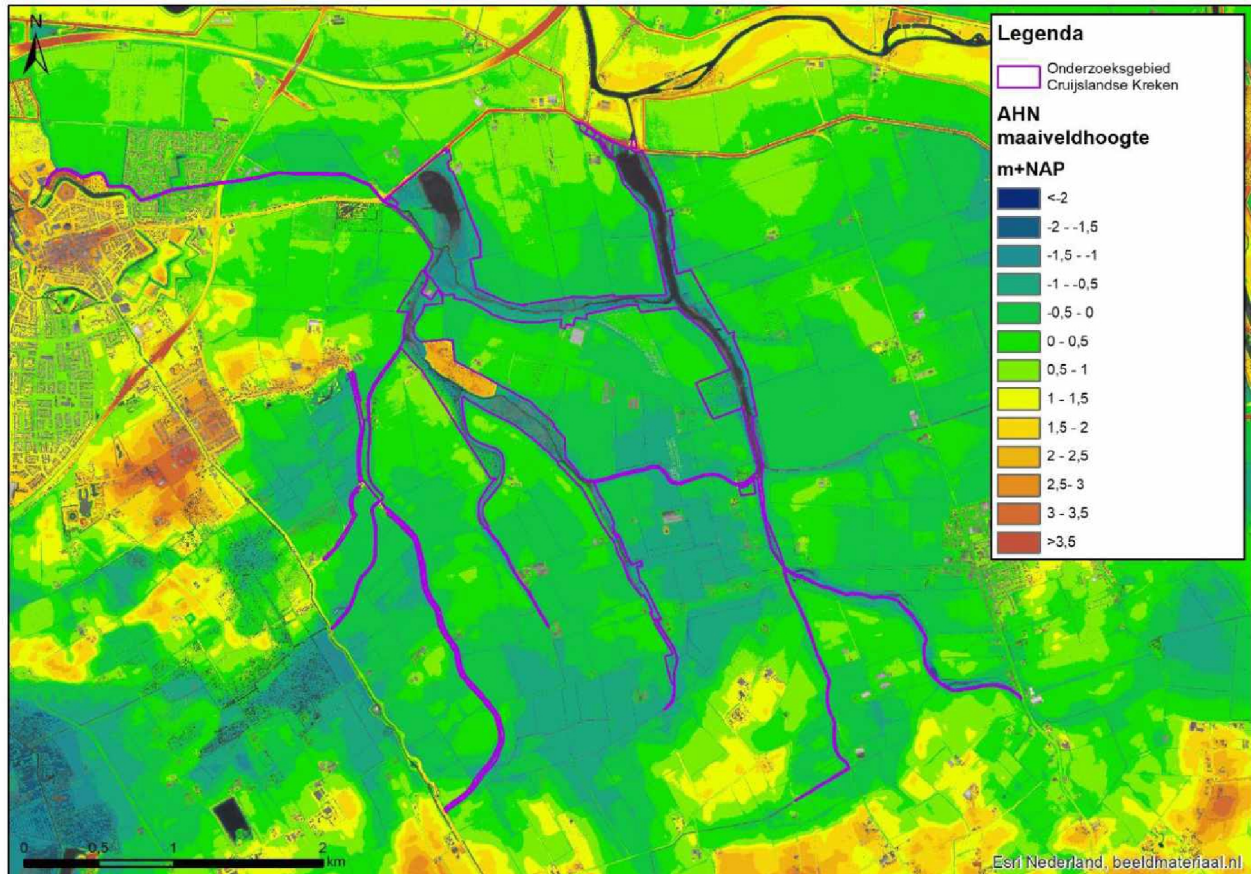 N
Legenda
Onderzoeksgebied
Cruijslandse Kreken
AHN
maaiveldhoogte
m+NAP
<-2
-2 - -1,5
-1,5 - -1
-1 - -0,5
-0,5 - 0
0 - 0,5
0,5 - 1
1 - 1,5
1,5 - 2
2 - 2,5
2,5- 3
3 - 3,5
>3,5
0 0,5 1 2
km
Esri Nederland, beeldmateriaal.nl